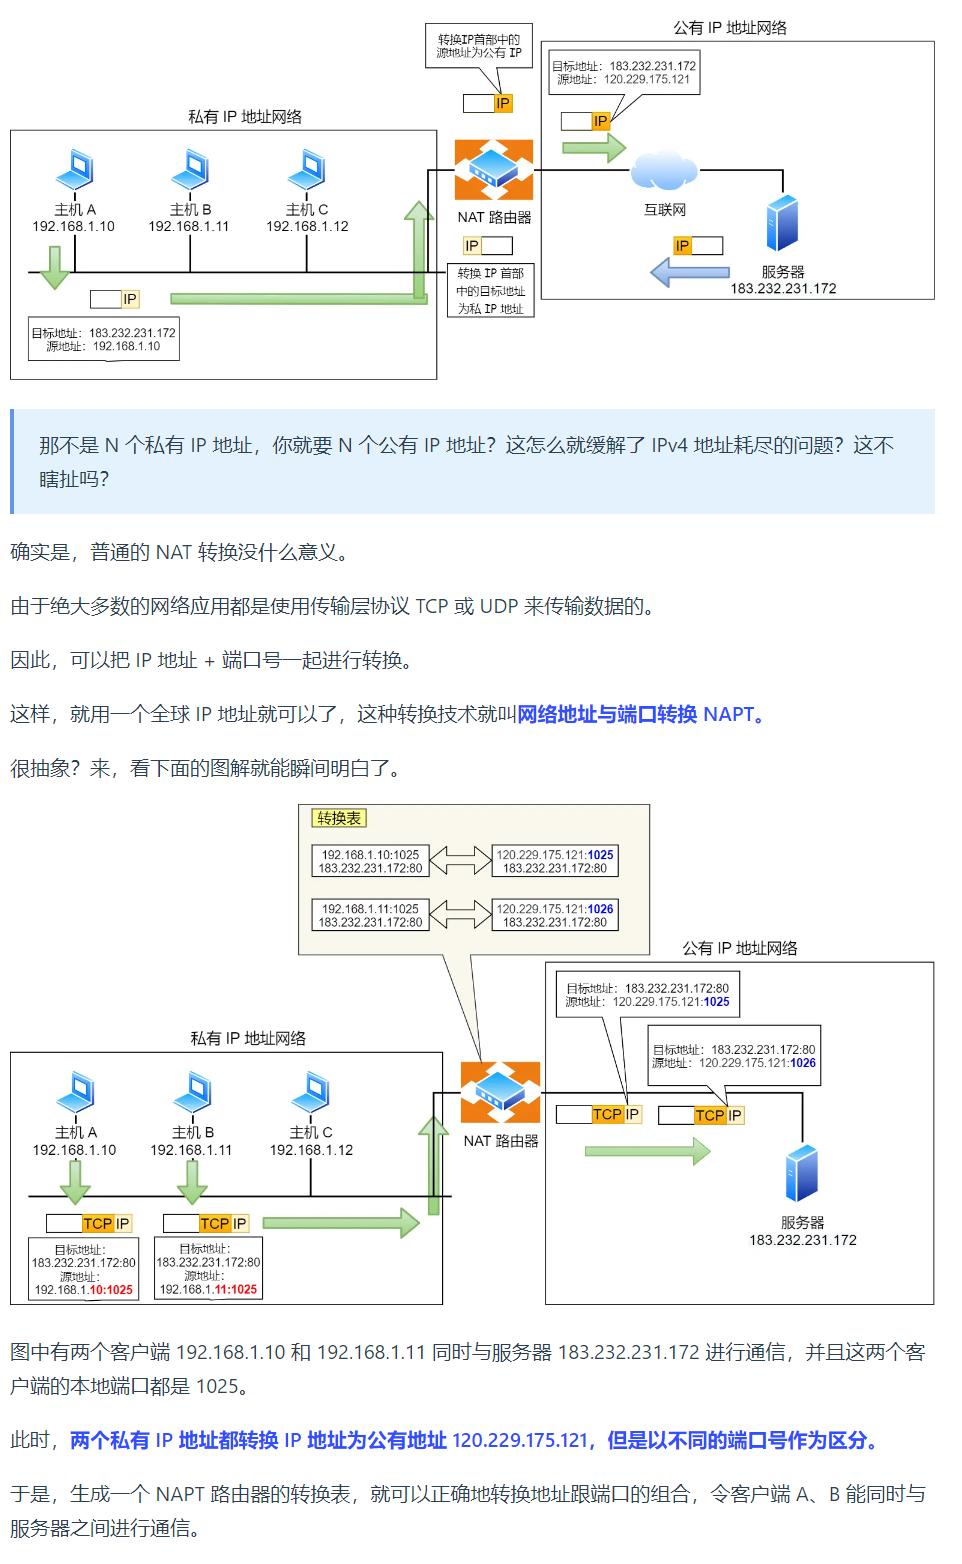 公有 IP 地址网络
转换IP首部中的
源地址为公有 IP
目标地址：183.232.231.172
源地址：120.229.175.121
IP
IP
私有 IP 地址网络
主机 A
192.168.1.10
主机 B
192.168.1.11
主机 C
192.168.1.12
NAT 路由器
互联网
IP
IP
服务器
183.232.231.172
转换 IP 首部
中的目标地址
为私 IP 地址
IP
目标地址：183.232.231.172
源地址：192.168.1.10
那不是 N 个私有 IP 地址，你就要 N 个公有 IP 地址？这怎么就缓解了 IPv4 地址耗尽的问题？这不
瞎扯吗？
确实是，普通的 NAT 转换没什么意义。
由于绝大多数的网络应用都是使用传输层协议 TCP 或 UDP 来传输数据的。
因此，可以把 IP 地址 + 端口号一起进行转换。
这样，就用一个全球 IP 地址就可以了，这种转换技术就叫网络地址与端口转换 NAPT。
很抽象？来，看下面的图解就能瞬间明白了。
转换表
192.168.1.10:1025
183.232.231.172:80
120.229.175.121:1025
183.232.231.172:80
192.168.1.11:1025
183.232.231.172:80
120.229.175.121:1026
183.232.231.172:80
公有 IP 地址网络
目标地址：183.232.231.172:80
源地址：120.229.175.121:1025
目标地址：183.232.231.172:80
源地址：120.229.175.121:1026
私有 IP 地址网络
主机 A
192.168.1.10
主机 B
192.168.1.11
主机 C
192.168.1.12
NAT 路由器
TCP IP
TCP IP
服务器
183.232.231.172
TCP IP
TCP IP
目标地址：
183.232.231.172:80
源地址：
192.168.1.10:1025
目标地址：
183.232.231.172:80
源地址：
192.168.1.11:1025
图中有两个客户端 192.168.1.10 和 192.168.1.11 同时与服务器 183.232.231.172 进行通信，并且这两个客
户端的本地端口都是 1025。
此时，两个私有 IP 地址都转换 IP 地址为公有地址 120.229.175.121，但是以不同的端口号作为区分。
于是，生成一个 NAPT 路由器的转换表，就可以正确地转换地址跟端口的组合，令客户端 A、B 能同时与
服务器之间进行通信。